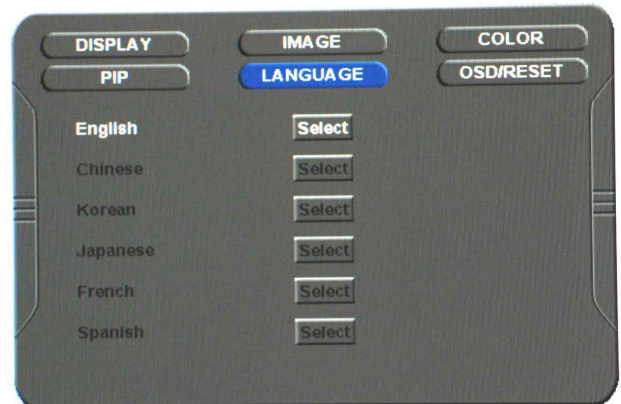 DISPLAY IMAGE COLOR
PIP LANGUAGE OSD/RESET
English Select
Chinese Select
Korean Select
Japanese Select
French Select
Spanish Select